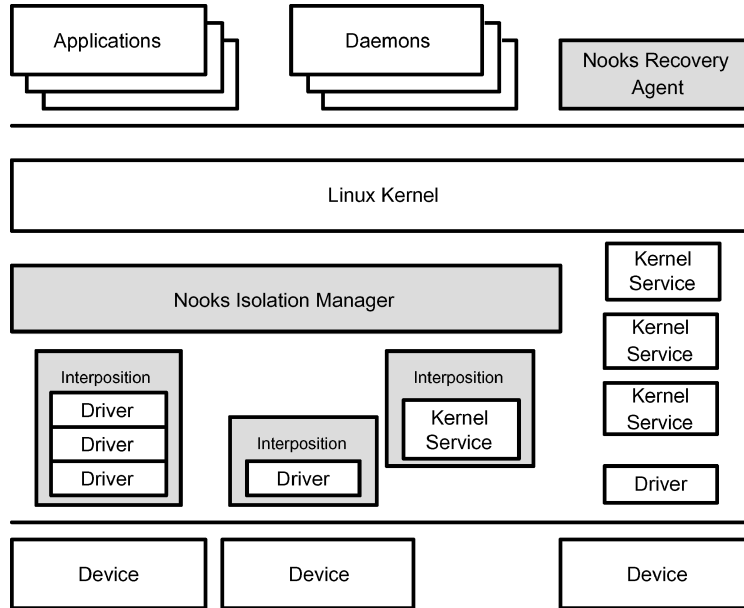 Applications
Daemons
Nooks Recovery
Agent
Linux Kernel
Nooks Isolation Manager
Kernel
Service
Kernel
Service
Kernel
Service
Driver
Interposition
Driver
Driver
Driver
Interposition
Driver
Interposition
Kernel
Service
Device
Device
Device